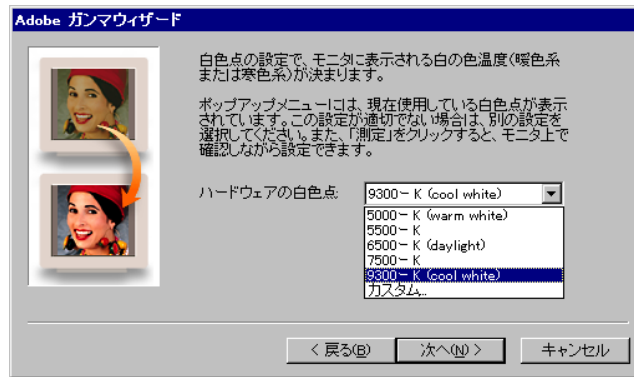 Adobe ガンマウィザード
白色点の設定で、モニタに表示される白の色温度(暖色系
または寒色系)が決まります。
ポップアップメニューには、現在使用している白色点が表示
されています。この設定が適切でない場合は、別の設定を
選択してください。また、「測定」をクリックすると、モニタ上で
確認しながら設定できます。
ハードウェアの白色点:
9300~ K (cool white)
5000~ K (warm white)
5500~ K
6500~ K (daylight)
7500~ K
9300~ K (cool white)
カスタム...
< 戻る(B)
次へ(N) >
キャンセル